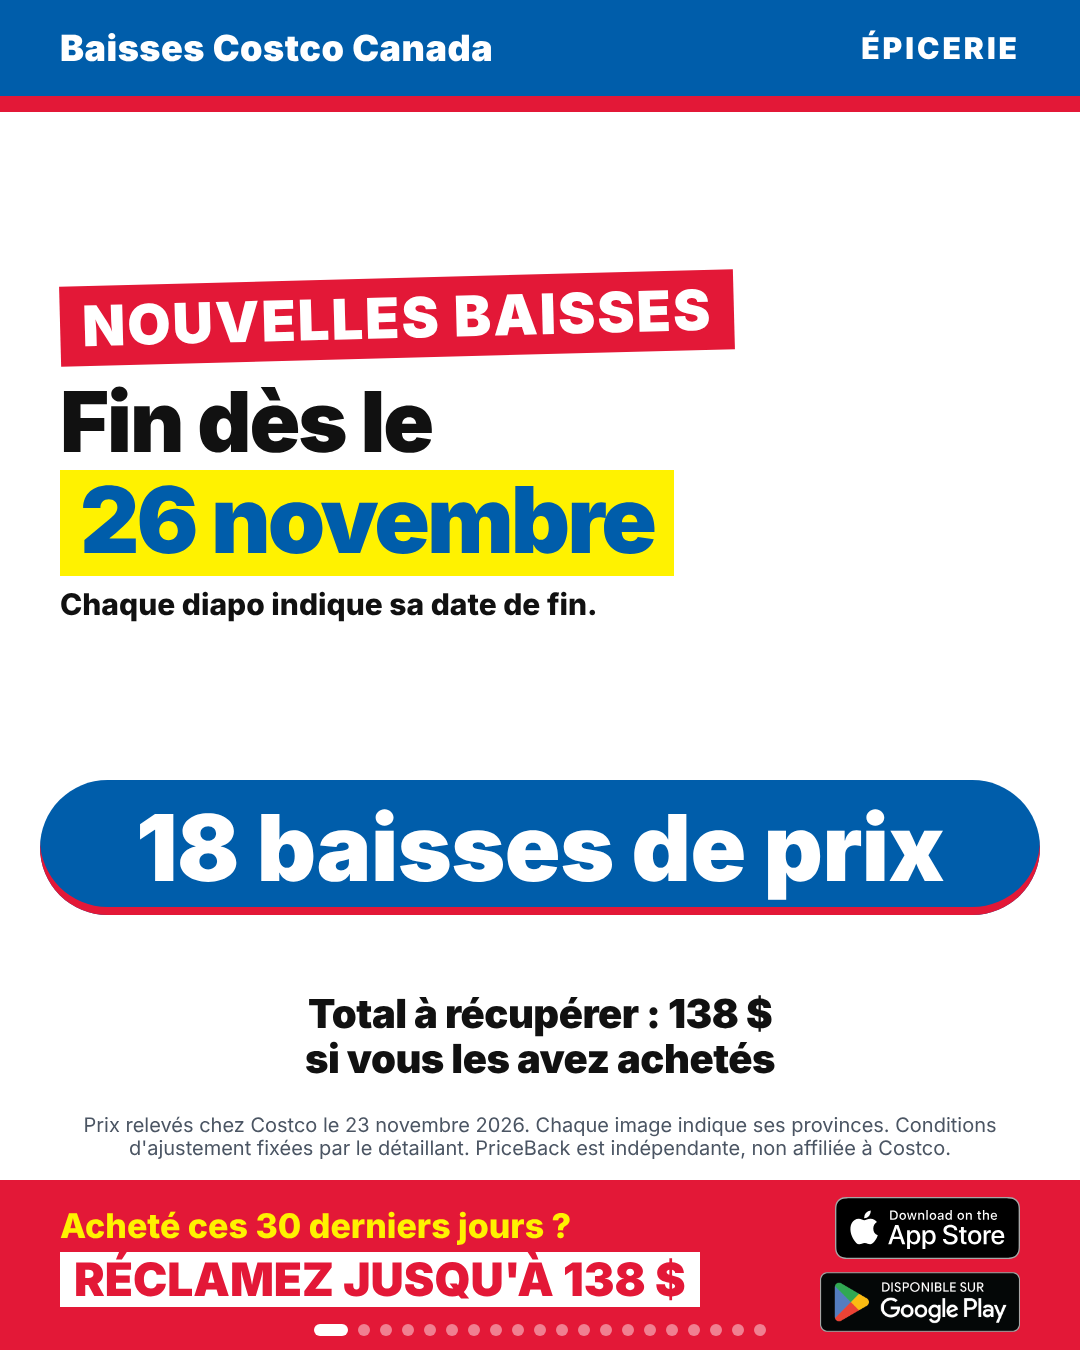 Baisses Costco Canada
ÉPICERIE
NOUVELLES BAISSES
Fin dès le
26 novembre
Chaque diapo indique sa date de fin.
18 baisses de prix
Total à récupérer : 138 $
si vous les avez achetés
Prix relevés chez Costco le 23 novembre 2026. Chaque image indique ses provinces. Conditions
d'ajustement fixées par le détaillant. PriceBack est indépendante, non affiliée à Costco.
Acheté ces 30 derniers jours ?
RÉCLAMEZ JUSQU'À 138 $
Download on the
App Store
DISPONIBLE SUR
Google Play